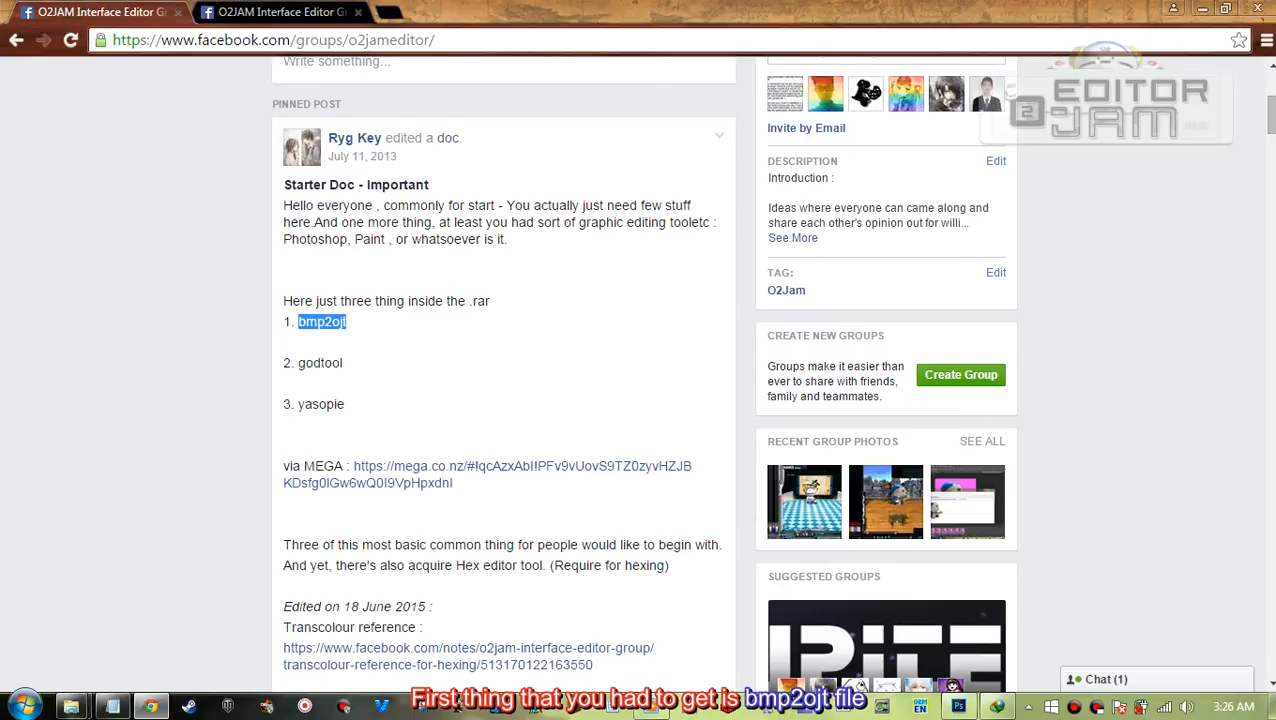 O2JAM Interface Editor Gr
O2JAM Interface Editor Gr
https://www.facebook.com/groups/o2jameditor/
Write something...
PINNED POST
Ryg Key edited a doc.
July 11, 2013
Starter Doc - Important
Hello everyone , commonly for start - You actually just need few stuff
here.And one more thing, at least you had sort of graphic editing tooletc :
Photoshop, Paint , or whatsoever is it.
Here just three thing inside the .rar
1. bmp2ojt
2. godtool
3. yasopie
via MEGA : https://mega.co.nz/#!qcAzxAbI!PFv9vUovS9TZ0zyvHZJB
KDsfg0lGw6wQ0I9VpHpxdnI
Three of this most basic common thing for people would like to begin with.
And yet, there's also acquire Hex editor tool. (Require for hexing)
Edited on 18 June 2015 :
Transcolour reference :
https://www.facebook.com/notes/o2jam-interface-editor-group/
transcolour-reference-for-hexing/513170122163550
EDITOR
2 JAM
Invite by Email
DESCRIPTION
Edit
Introduction :
Ideas where everyone can came along and
share each other's opinion out for willi...
See More
TAG:
Edit
O2Jam
CREATE NEW GROUPS
Groups make it easier than
ever to share with friends,
family and teammates.
Create Group
RECENT GROUP PHOTOS
SEE ALL
SUGGESTED GROUPS
Chat (1)
First thing that you had to get is bmp2ojt file
EN
3:26 AM